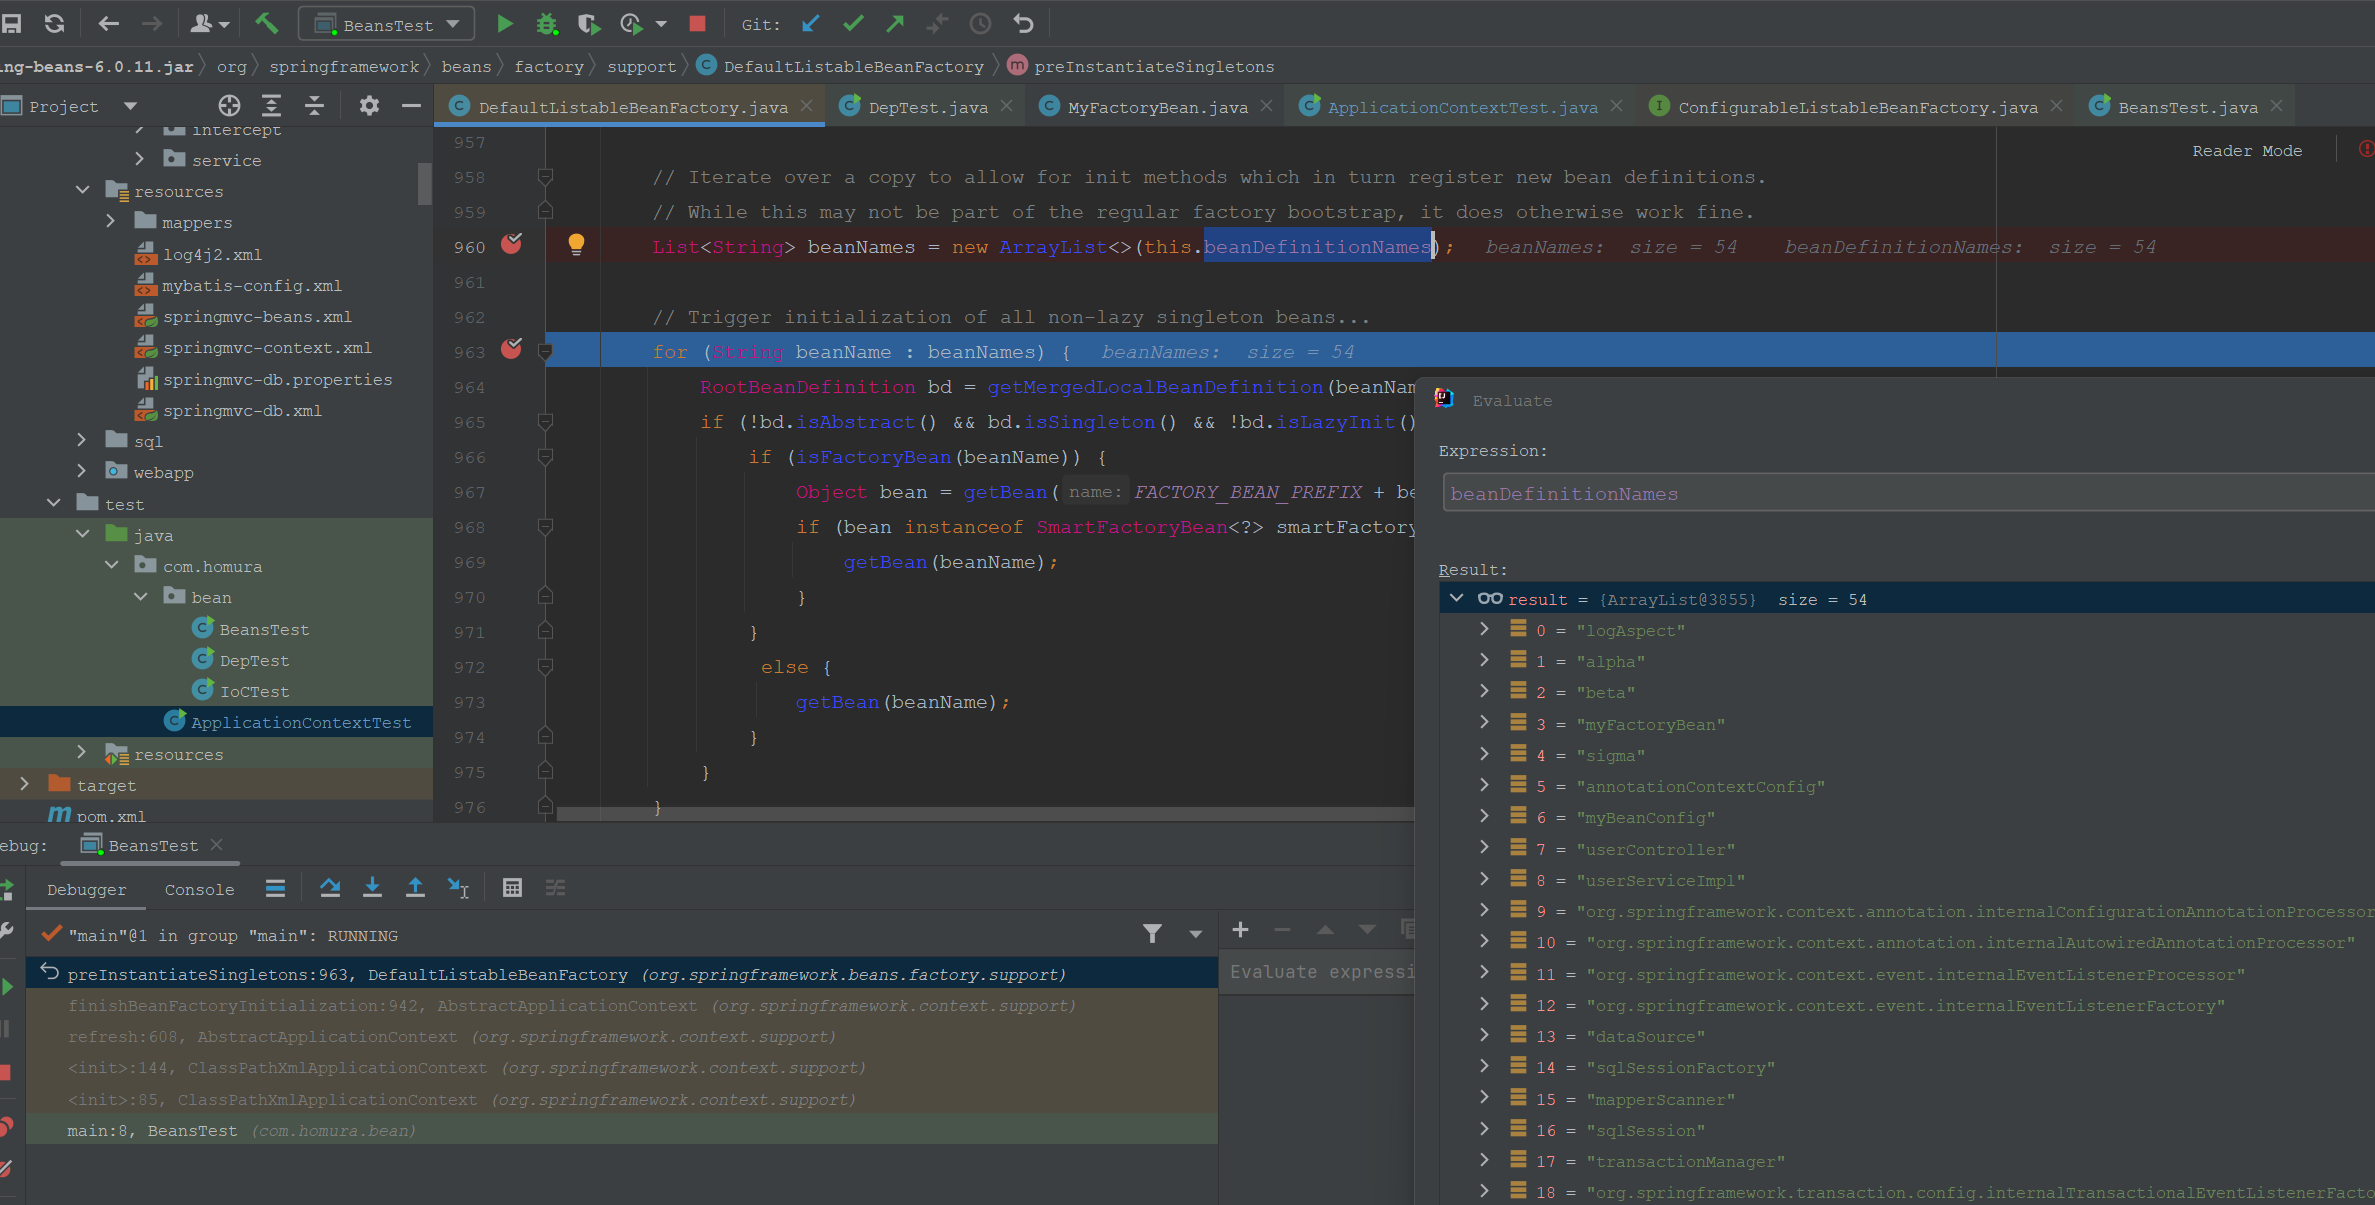 BeansTest
Git:
ng-beans-6.0.11.jar org springframework beans factory support DefaultListableBeanFactory preInstantiateSingletons
Project
DefaultListableBeanFactory.java DepTest.java MyFactoryBean.java ApplicationContextTest.java ConfigurableListableBeanFactory.java BeansTest.java
intercept
service
resources
mappers
log4j2.xml
mybatis-config.xml
springmvc-beans.xml
springmvc-context.xml
springmvc-db.properties
springmvc-db.xml
sql
webapp
test
java
com.homura
bean
BeansTest
DepTest
IoCTest
ApplicationContextTest
resources
target
pom.xml
Reader Mode
957
958 // Iterate over a copy to allow for init methods which in turn register new bean definitions.
959 // While this may not be part of the regular factory bootstrap, it does otherwise work fine.
960 List<String> beanNames = new ArrayList<>(this.beanDefinitionNames); beanNames: size = 54 beanDefinitionNames: size = 54
961
962 // Trigger initialization of all non-lazy singleton beans...
963 for (String beanName : beanNames) { beanNames: size = 54
964 RootBeanDefinition bd = getMergedLocalBeanDefinition(beanNam
965 if (!bd.isAbstract() && bd.isSingleton() && !bd.isLazyInit()
966 if (isFactoryBean(beanName)) {
967 Object bean = getBean( name: FACTORY_BEAN_PREFIX + be
968 if (bean instanceof SmartFactoryBean<?> smartFactory
969 getBean(beanName);
970 }
971 }
972 else {
973 getBean(beanName);
974 }
975 }
976 }
Evaluate
Expression:
beanDefinitionNames
Result:
result = {ArrayList@3855} size = 54
0 = "logAspect"
1 = "alpha"
2 = "beta"
3 = "myFactoryBean"
4 = "sigma"
5 = "annotationContextConfig"
6 = "myBeanConfig"
7 = "userController"
8 = "userServiceImpl"
9 = "org.springframework.context.annotation.internalConfigurationAnnotationProcessor
10 = "org.springframework.context.annotation.internalAutowiredAnnotationProcessor"
11 = "org.springframework.context.event.internalEventListenerProcessor"
12 = "org.springframework.context.event.internalEventListenerFactory"
13 = "dataSource"
14 = "sqlSessionFactory"
15 = "mapperScanner"
16 = "sqlSession"
17 = "transactionManager"
18 = "org.springframework.transaction.config.internalTransactionalEventListenerFacto
ebug: BeansTest
Debugger Console
"main"@1 in group "main": RUNNING
preInstantiateSingletons:963, DefaultListableBeanFactory (org.springframework.beans.factory.support)
finishBeanFactoryInitialization:942, AbstractApplicationContext (org.springframework.context.support)
refresh:608, AbstractApplicationContext (org.springframework.context.support)
<init>:144, ClassPathXmlApplicationContext (org.springframework.context.support)
<init>:85, ClassPathXmlApplicationContext (org.springframework.context.support)
main:8, BeansTest (com.homura.bean)
Evaluate expressi